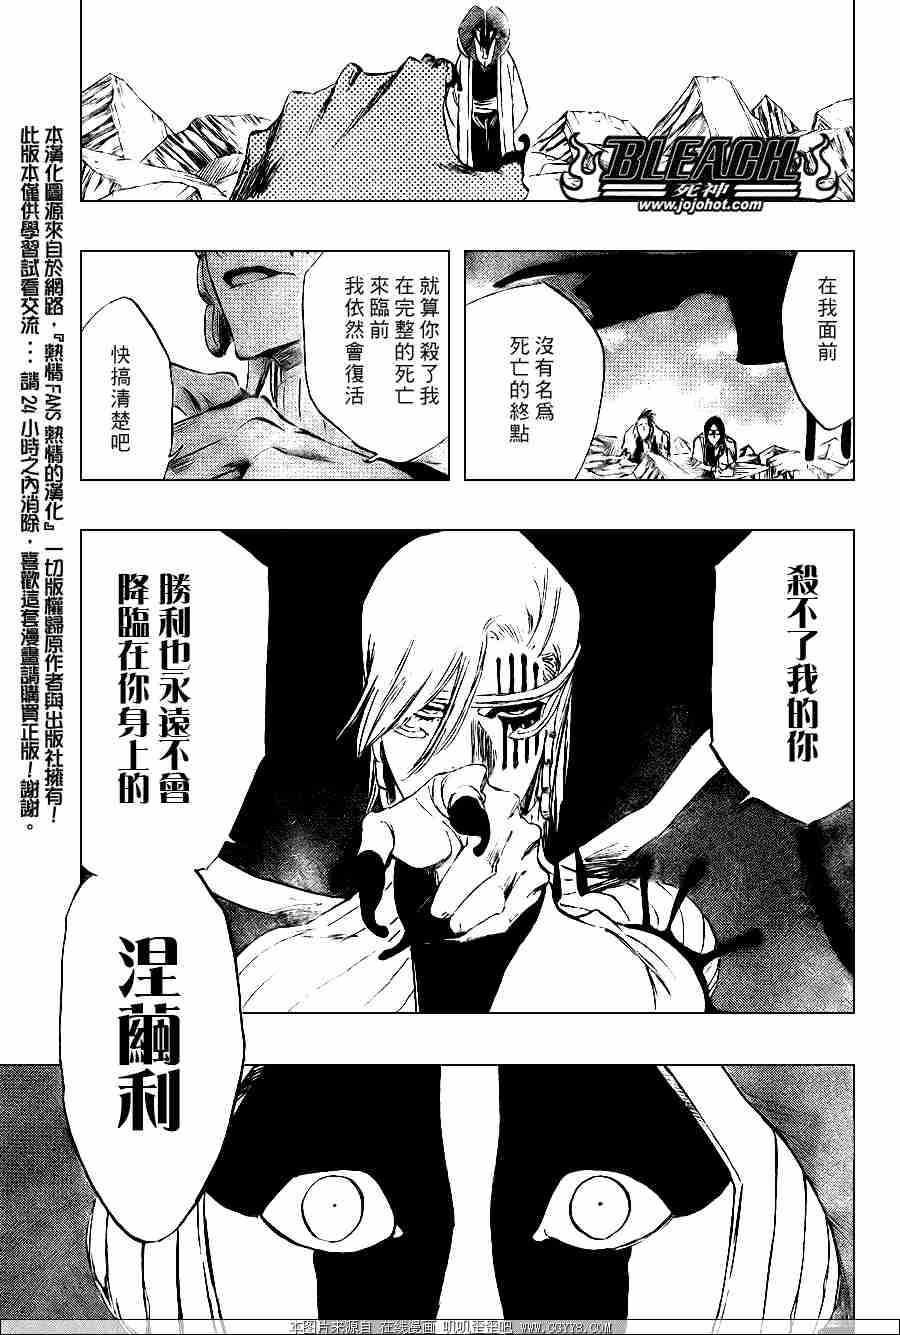 BLEACH
死神
www.jojohot.com
本漢化圖源來自於網路，『熱情FANS熱情的漢化』一切版權歸原作者與出版社擁有！
此版本僅供學習試看交流…請24小時之內消除，喜歡這套漫畫請購買正版！謝謝。
在我面前
沒有名爲
死亡的終點
就算你殺了我
在完整的死亡
來臨前
我依然會復活
快搞清楚吧
殺不了我的你
勝利也永遠不會
降臨在你身上的
涅繭利
本图片来源自 在线漫画 叽叽歪歪吧 www.CGYY8.com